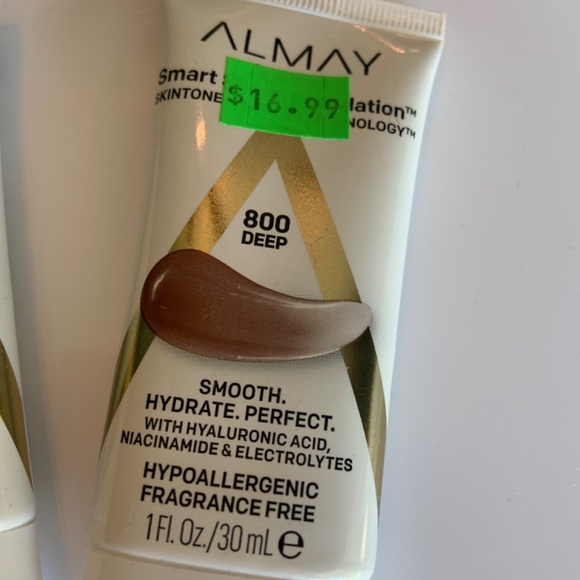 ALMAY
Smart
lation™
SKINTONE
NOLOGY™
$16.99
800
DEEP
SMOOTH.
HYDRATE. PERFECT.
WITH HYALURONIC ACID,
NIACINAMIDE & ELECTROLYTES
HYPOALLERGENIC
FRAGRANCE FREE
1 Fl. Oz./30 mL e